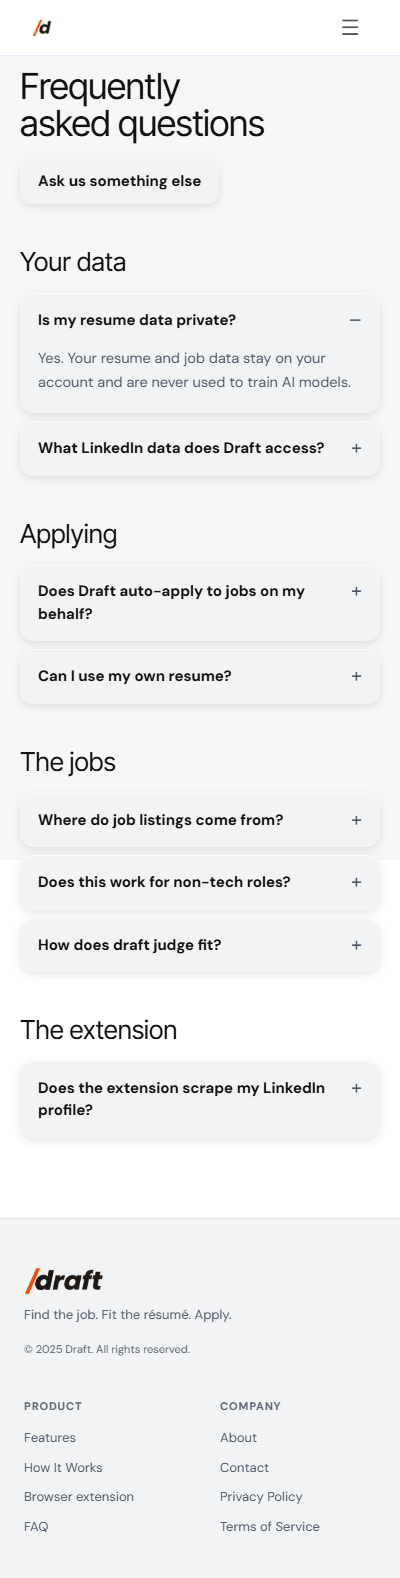 /d
Frequently
asked questions
Ask us something else
Your data
Is my resume data private?
Yes. Your resume and job data stay on your
account and are never used to train AI models.
What LinkedIn data does Draft access?
Applying
Does Draft auto-apply to jobs on my
behalf?
Can I use my own resume?
The jobs
Where do job listings come from?
Does this work for non-tech roles?
How does draft judge fit?
The extension
Does the extension scrape my LinkedIn
profile?
/draft
Find the job. Fit the résumé. Apply.
© 2025 Draft. All rights reserved.
PRODUCT
Features
How It Works
Browser extension
FAQ
COMPANY
About
Contact
Privacy Policy
Terms of Service